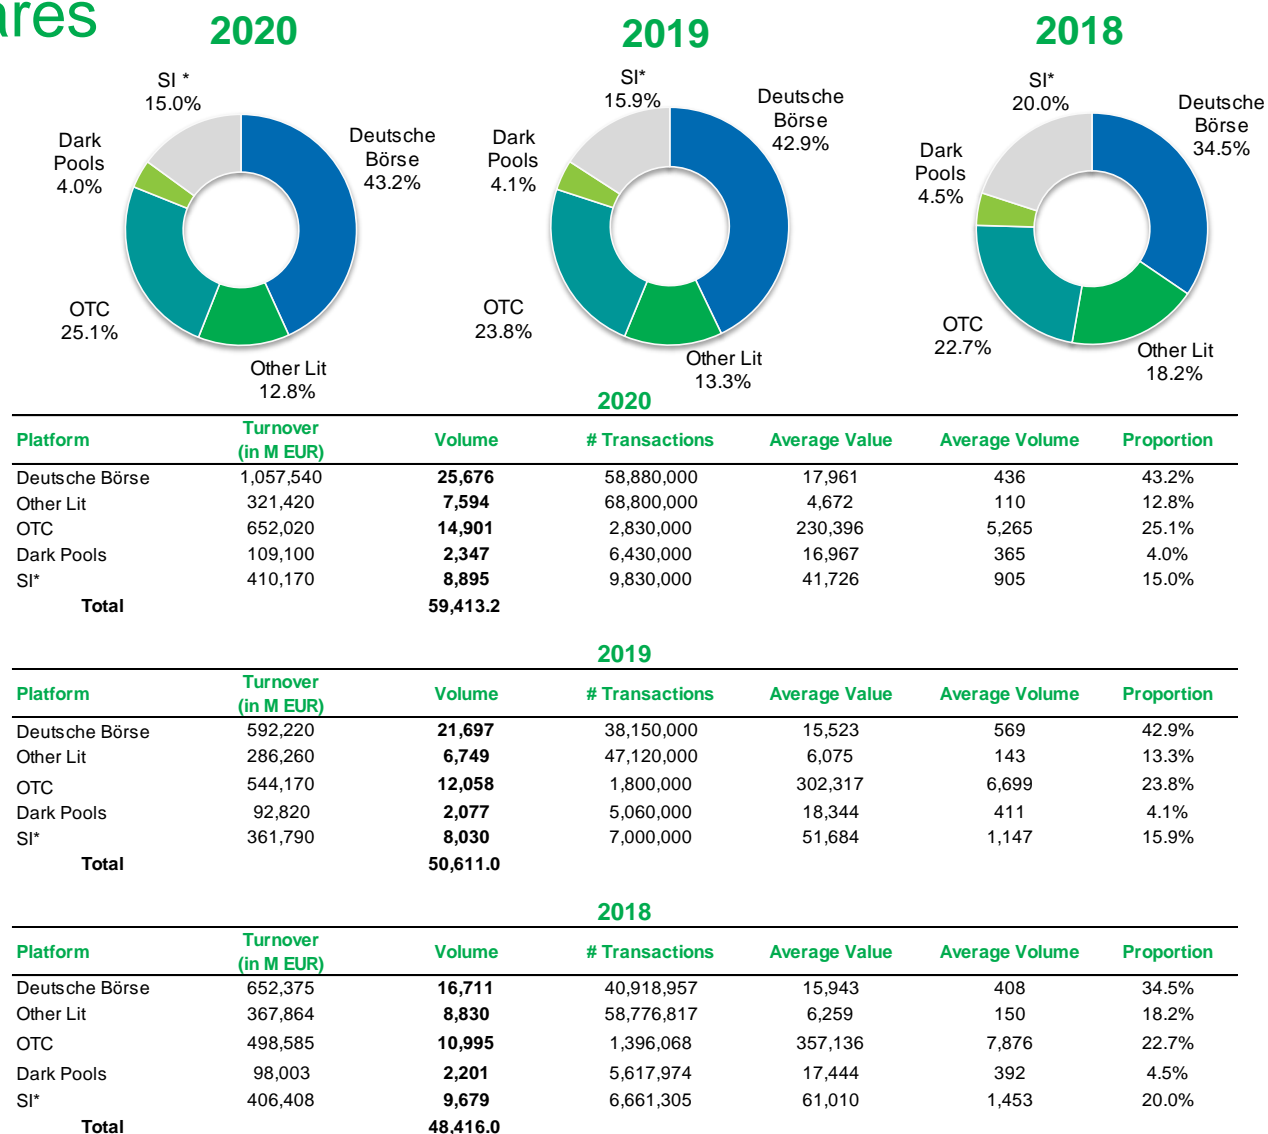 ares
2020
2019
2018
SI *
15.0%
Deutsche
Börse
43.2%
Dark
Pools
4.0%
OTC
25.1%
Other Lit
12.8%
SI*
15.9%
Deutsche
Börse
42.9%
Dark
Pools
4.1%
OTC
23.8%
Other Lit
13.3%
SI*
20.0%
Deutsche
Börse
34.5%
Dark
Pools
4.5%
OTC
22.7%
Other Lit
18.2%
2020
Platform Turnover (in M EUR) Volume # Transactions Average Value Average Volume Proportion
Deutsche Börse 1,057,540 25,676 58,880,000 17,961 436 43.2%
Other Lit 321,420 7,594 68,800,000 4,672 110 12.8%
OTC 652,020 14,901 2,830,000 230,396 5,265 25.1%
Dark Pools 109,100 2,347 6,430,000 16,967 365 4.0%
SI* 410,170 8,895 9,830,000 41,726 905 15.0%
Total 59,413.2
2019
Platform Turnover (in M EUR) Volume # Transactions Average Value Average Volume Proportion
Deutsche Börse 592,220 21,697 38,150,000 15,523 569 42.9%
Other Lit 286,260 6,749 47,120,000 6,075 143 13.3%
OTC 544,170 12,058 1,800,000 302,317 6,699 23.8%
Dark Pools 92,820 2,077 5,060,000 18,344 411 4.1%
SI* 361,790 8,030 7,000,000 51,684 1,147 15.9%
Total 50,611.0
2018
Platform Turnover (in M EUR) Volume # Transactions Average Value Average Volume Proportion
Deutsche Börse 652,375 16,711 40,918,957 15,943 408 34.5%
Other Lit 367,864 8,830 58,776,817 6,259 150 18.2%
OTC 498,585 10,995 1,396,068 357,136 7,876 22.7%
Dark Pools 98,003 2,201 5,617,974 17,444 392 4.5%
SI* 406,408 9,679 6,661,305 61,010 1,453 20.0%
Total 48,416.0